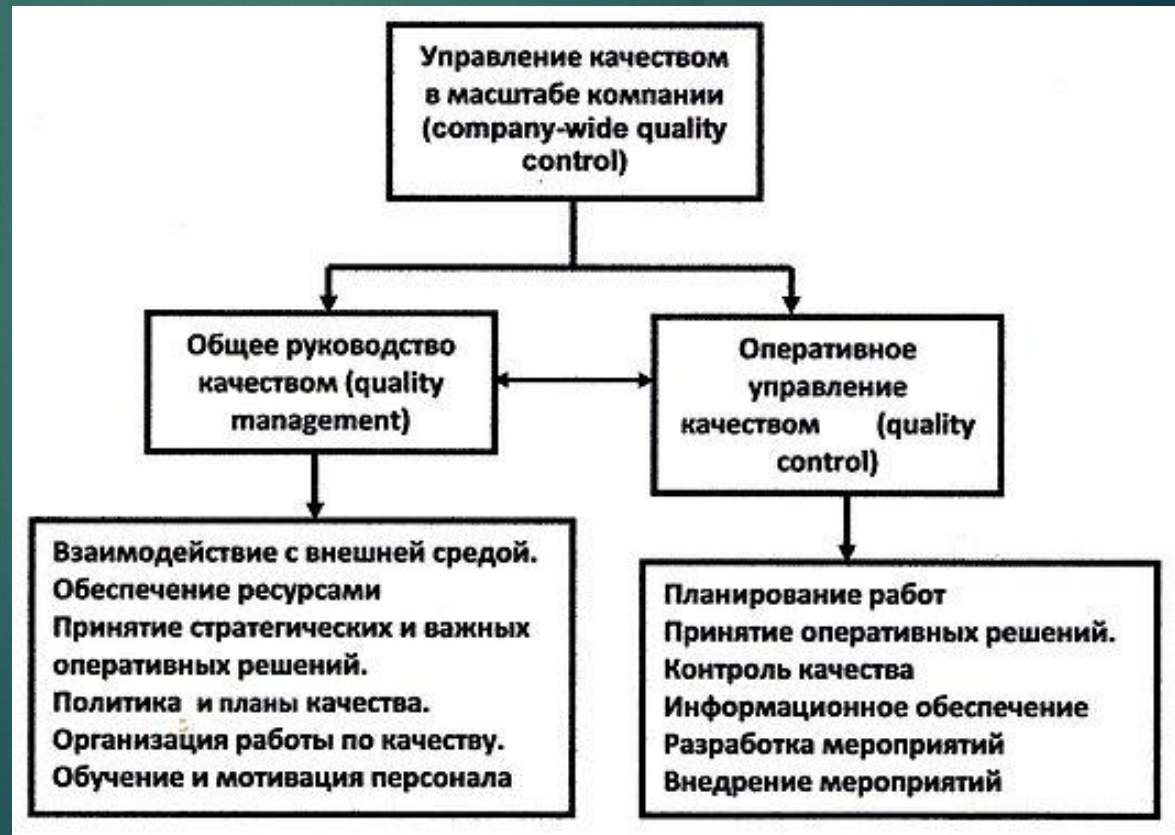 Управление качеством
в масштабе компании
(company-wide quality
control)
Общее руководство
качеством (quality
management)
Оперативное
управление
качеством (quality
control)
Взаимодействие с внешней средой.
Обеспечение ресурсами
Принятие стратегических и важных
оперативных решений.
Политика и планы качества.
Организация работы по качеству.
Обучение и мотивация персонала
Планирование работ
Принятие оперативных решений.
Контроль качества
Информационное обеспечение
Разработка мероприятий
Внедрение мероприятий